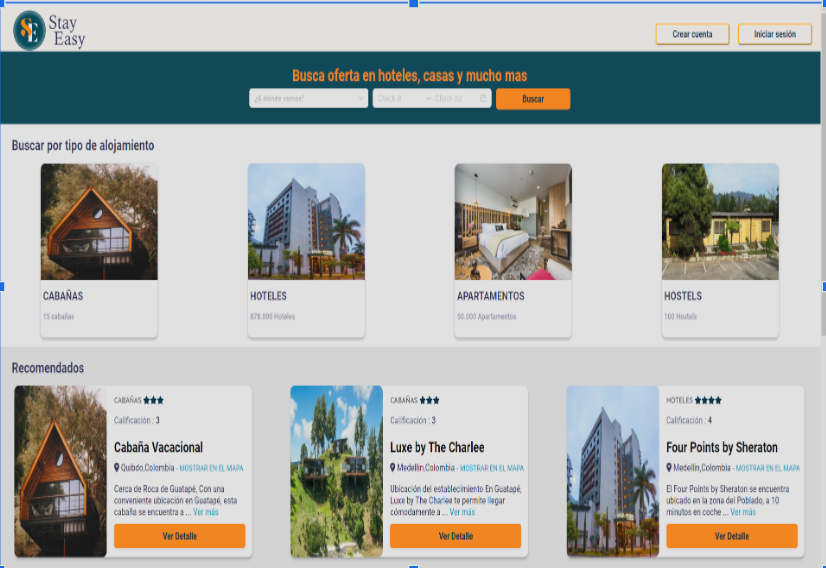 SE
Stay
Easy
Crear cuenta
Iniciar sesión
Busca oferta en hoteles, casas y mucho mas
¿A dónde vamos?
Check in
Check out
Buscar
Buscar por tipo de alojamiento
CABAÑAS
15 cabañas
HOTELES
878.000 Hoteles
APARTAMENTOS
50.000 Apartamentos
HOSTELS
100 Hostels
Recomendados
CABAÑAS
Calificación : 3
Cabaña Vacacional
Quibdo,Colombia - MOSTRAR EN EL MAPA
Cerca de Roca de Guatapé, Con una
conveniente ubicación en Guatapé, esta
cabaña se encuentra a ... Ver más
Ver Detalle
CABAÑAS
Calificación : 3
Luxe by The Charlee
Medellin,Colombia - MOSTRAR EN EL MAPA
Ubicación del establecimiento En Guatapé,
Luxe by The Charlee te permite llegar
cómodamente a ... Ver más
Ver Detalle
HOTELES
Calificación : 4
Four Points by Sheraton
Medellin,Colombia - MOSTRAR EN EL MAPA
El Four Points by Sheraton se encuentra
ubicado en la zona del Poblado, a 10
minutos en coche ... Ver más
Ver Detalle